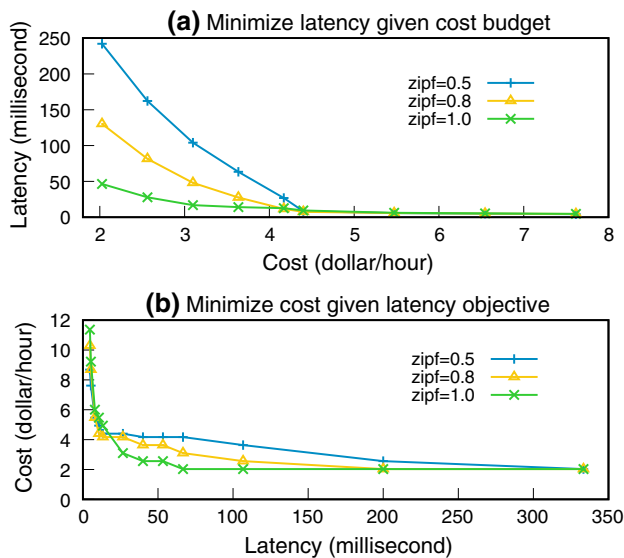 (a) Minimize latency given cost budget
Latency (millisecond)
250
200
150
100
50
0
zipf=0.5
zipf=0.8
zipf=1.0
2 3 4 5 6 7 8
Cost (dollar/hour)
(b) Minimize cost given latency objective
Cost (dollar/hour)
12
10
8
6
4
2
0
zipf=0.5
zipf=0.8
zipf=1.0
0 50 100 150 200 250 300 350
Latency (millisecond)